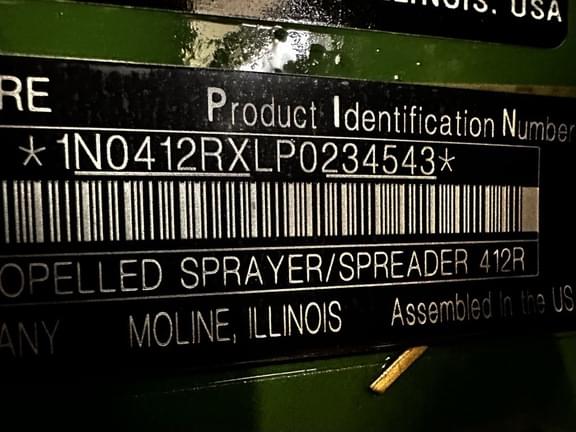 ILLINOIS. USA
RE Product Identification Number
*1N0412RXLP0234543*
OPELLED SPRAYER/SPREADER 412R
ANY MOLINE, ILLINOIS Assembled in the US